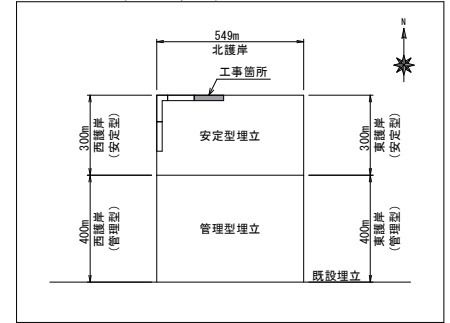 N
549m
北護岸
工事箇所
300m
西護岸
(安定型)
安定型埋立
300m
東護岸
(安定型)
400m
西護岸
(管理型)
管理型埋立
400m
東護岸
(管理型)
既設埋立